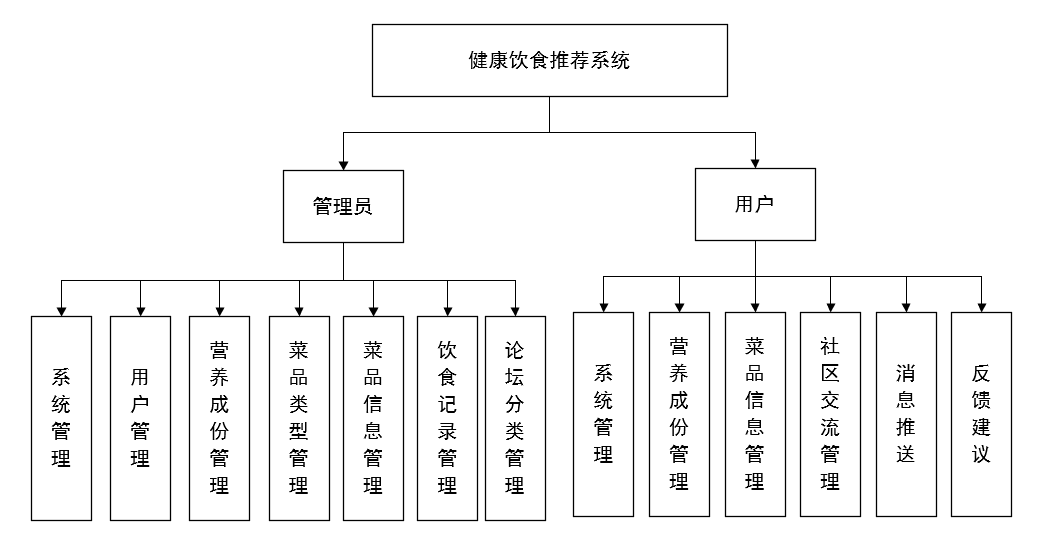 健康饮食推荐系统
管理员
用户
系统管理
用户管理
营养成份管理
菜品类型管理
菜品信息管理
饮食记录管理
论坛分类管理
系统管理
营养成份管理
菜品信息管理
社区交流管理
消息推送
反馈建议